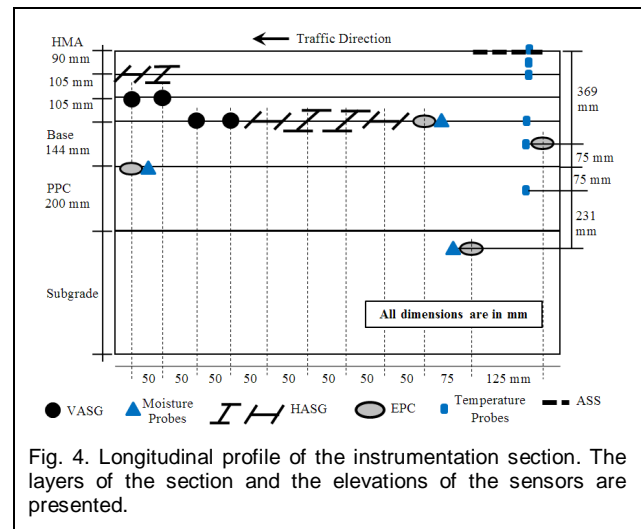 HMA
90 mm
Traffic Direction
105 mm
105 mm
Base
144 mm
PPC
200 mm
Subgrade
369
mm
75 mm
75 mm
231
mm
All dimensions are in mm
50 50 50 50 50 50 50 50 75 125 mm
VASG
Moisture
Probes
HASG
EPC
Temperature
Probes
ASS
Fig. 4. Longitudinal profile of the instrumentation section. The
layers of the section and the elevations of the sensors are
presented.